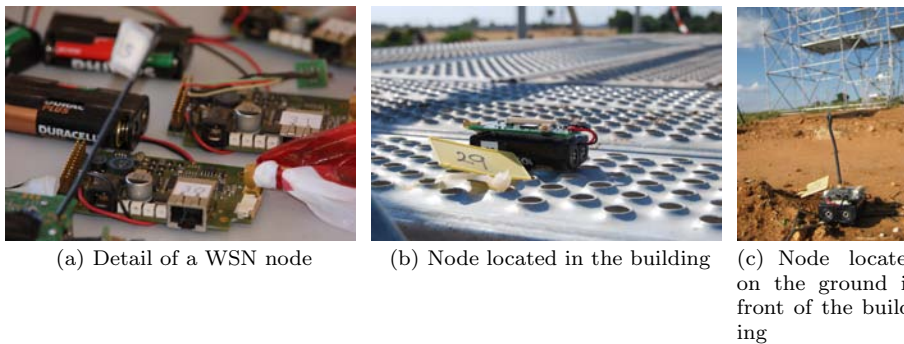 DURACELL
PLUS
DURACELL
29
(a) Detail of a WSN node
(b) Node located in the building
(c) Node locate
on the ground i
front of the build
ing